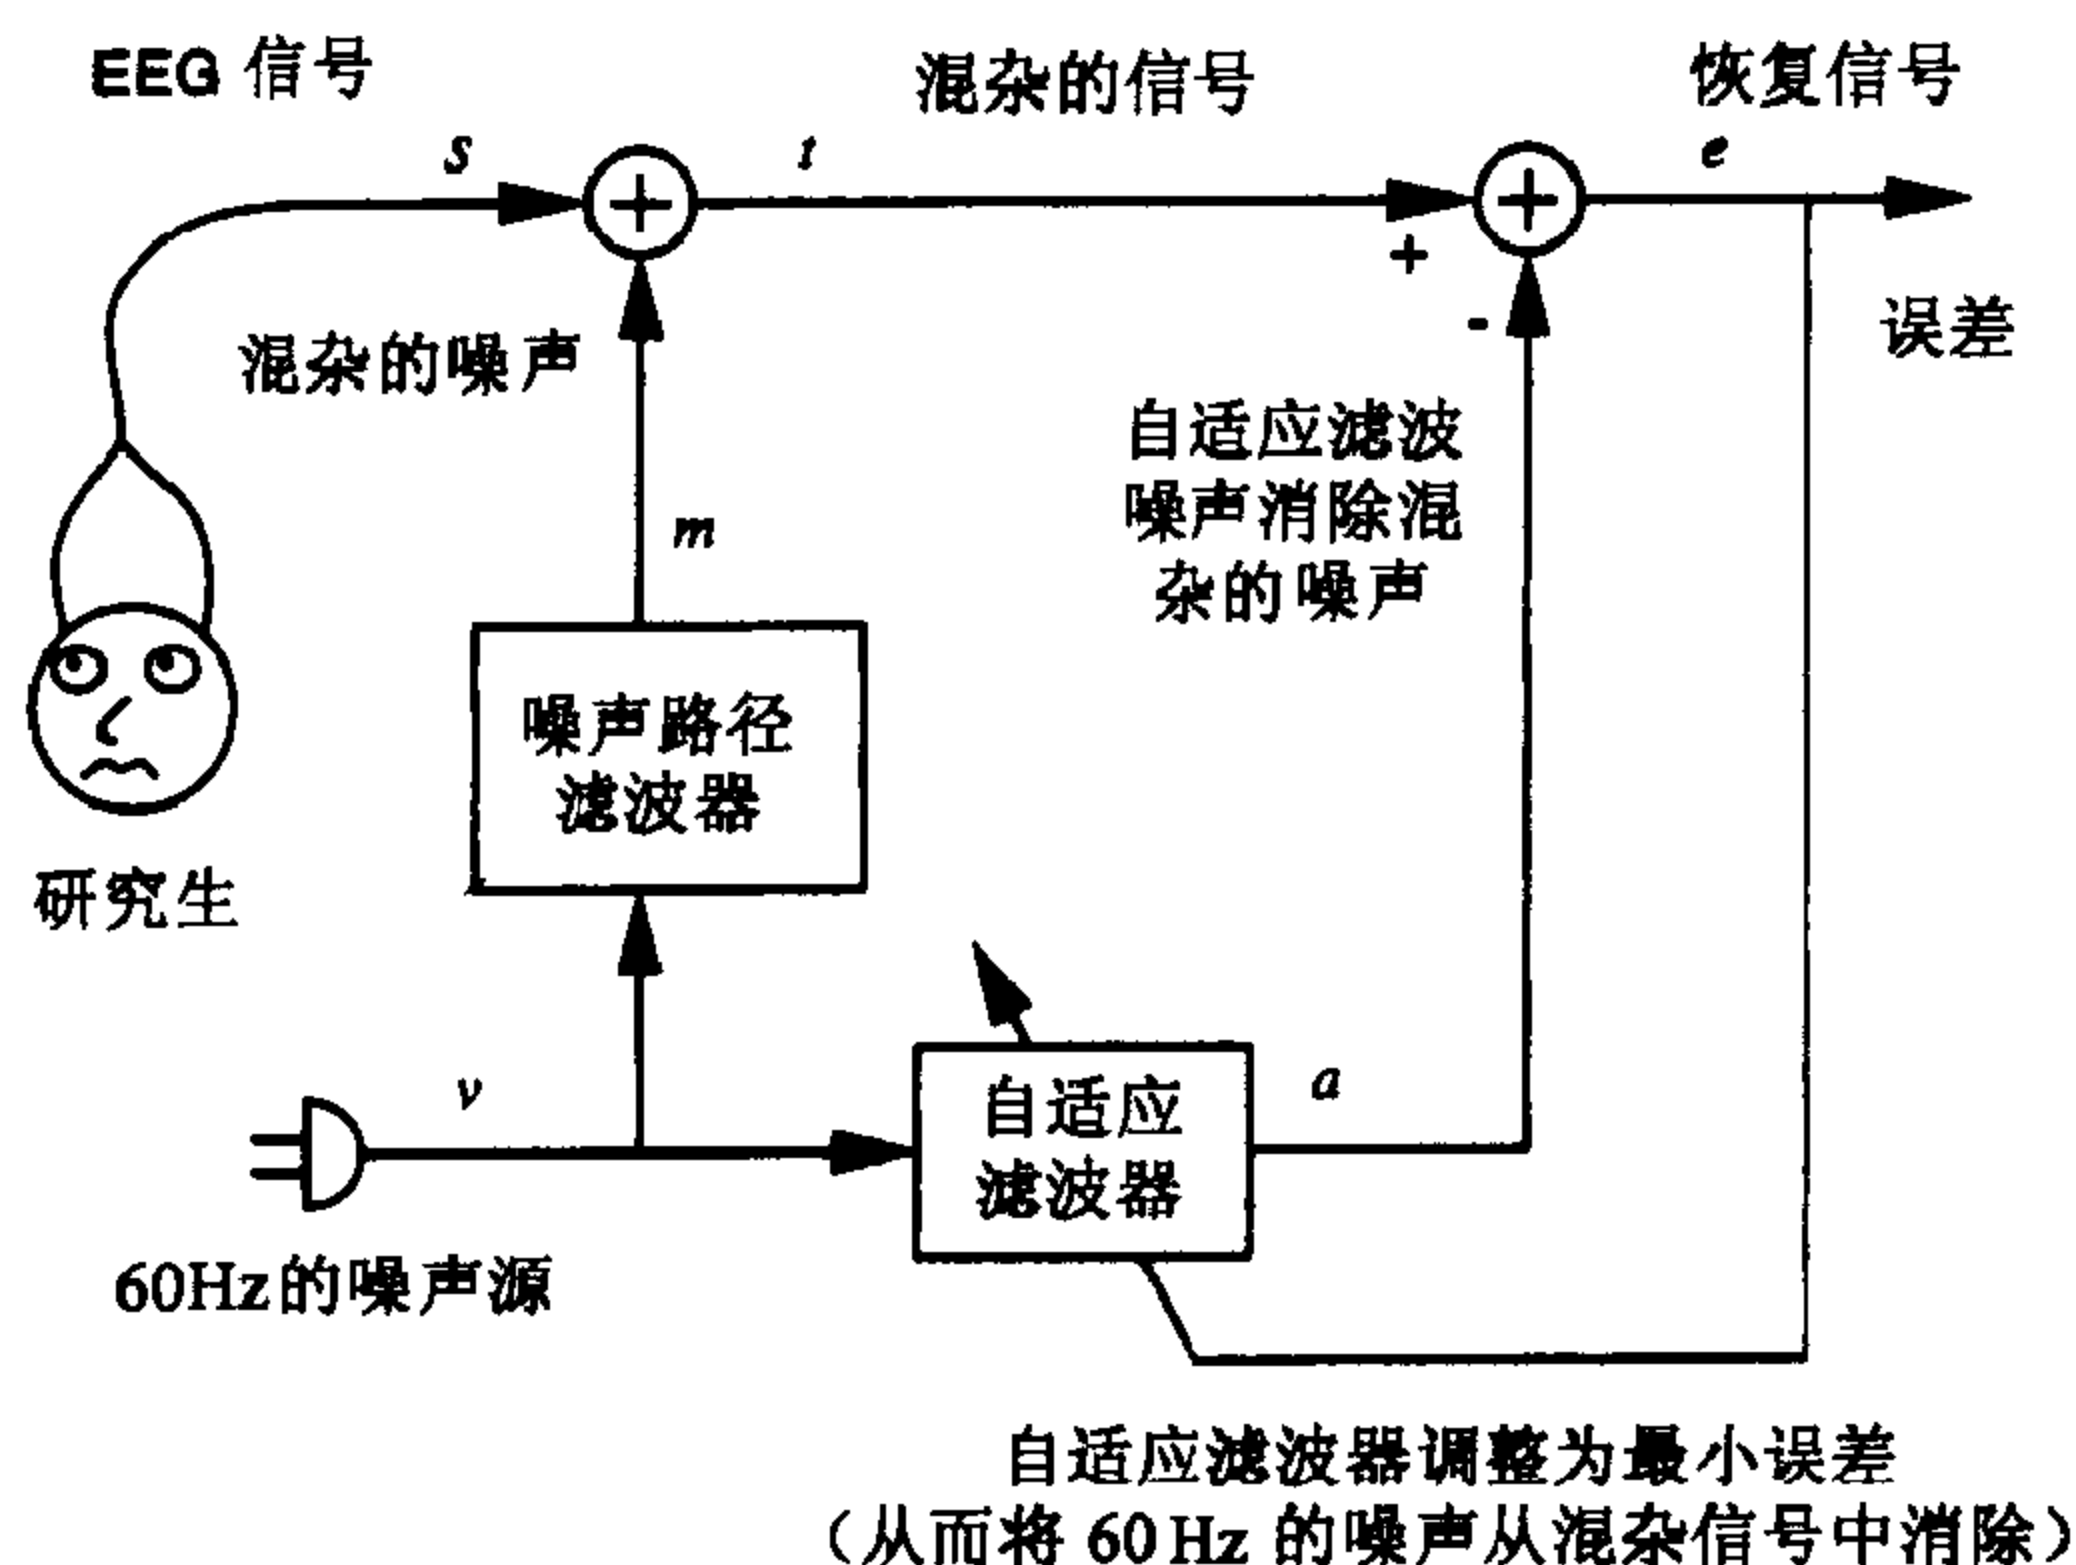 EEG 信号
混杂的信号
恢复信号
s
t
e
+
-
误差
混杂的噪声
自适应滤波
噪声消除混
杂的噪声
m
噪声路径
滤波器
研究生
v
自适应
滤波器
a
60Hz的噪声源
自适应滤波器调整为最小误差
（从而将 60 Hz 的噪声从混杂信号中消除）